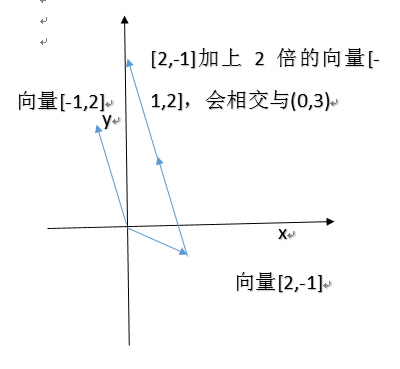 [2,-1]加上 2 倍的向量[-
向量[-1,2]
1,2]，会相交与(0,3)
y
x
向量[2,-1]